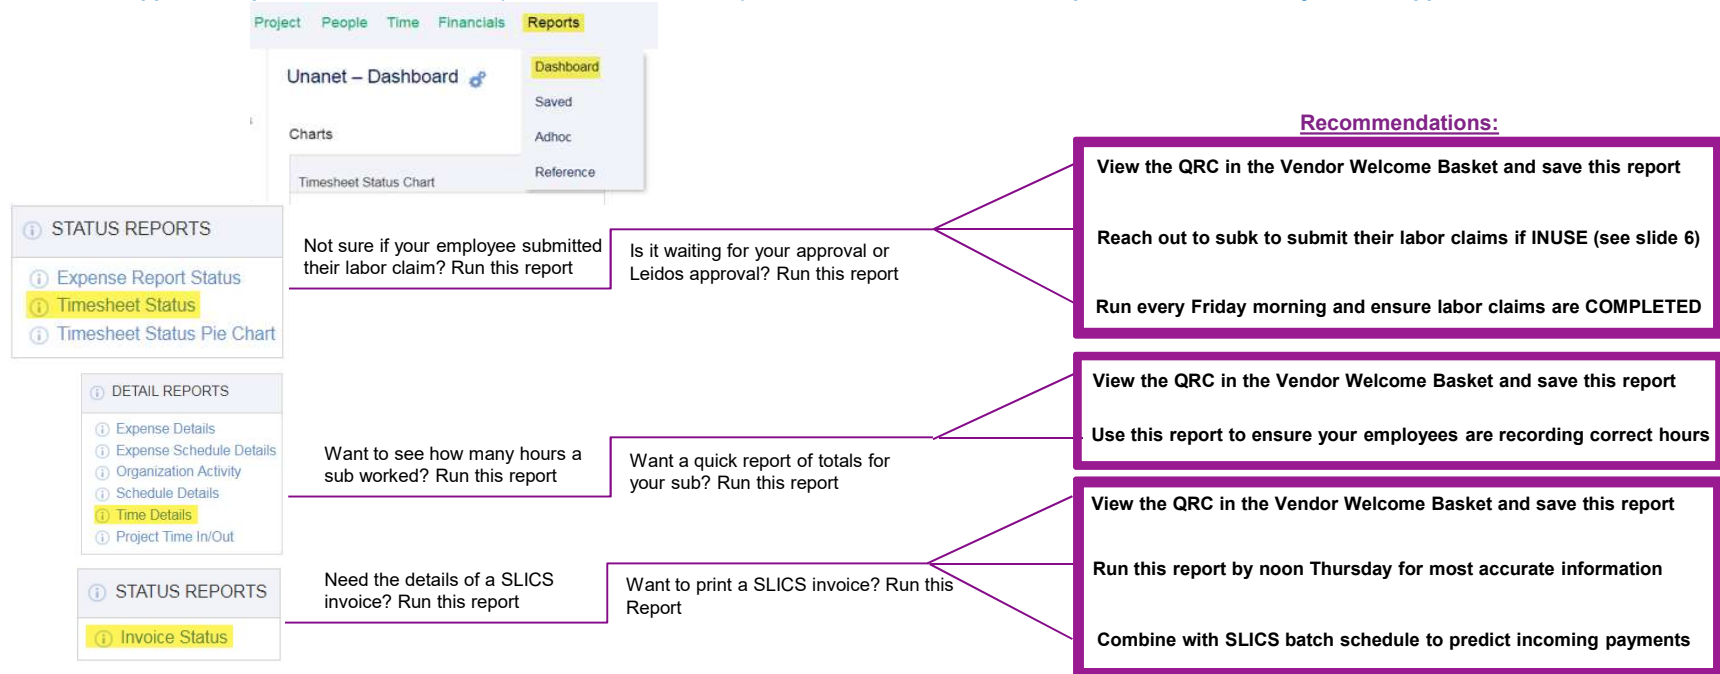 Project People Time Financials Reports
Unanet – Dashboard
Dashboard
Saved
Charts
Adhoc
Timesheet Status Chart
Reference
Recommendations:
STATUS REPORTS
Expense Report Status
Timesheet Status
Timesheet Status Pie Chart
Not sure if your employee submitted
their labor claim? Run this report
Is it waiting for your approval or
Leidos approval? Run this report
View the QRC in the Vendor Welcome Basket and save this report
Reach out to subk to submit their labor claims if INUSE (see slide 6)
Run every Friday morning and ensure labor claims are COMPLETED
DETAIL REPORTS
Expense Details
Expense Schedule Details
Organization Activity
Schedule Details
Time Details
Project Time In/Out
Want to see how many hours a
sub worked? Run this report
Want a quick report of totals for
your sub? Run this report
View the QRC in the Vendor Welcome Basket and save this report
Use this report to ensure your employees are recording correct hours
STATUS REPORTS
Invoice Status
Need the details of a SLICS
invoice? Run this report
Want to print a SLICS invoice? Run this
Report
View the QRC in the Vendor Welcome Basket and save this report
Run this report by noon Thursday for most accurate information
Combine with SLICS batch schedule to predict incoming payments